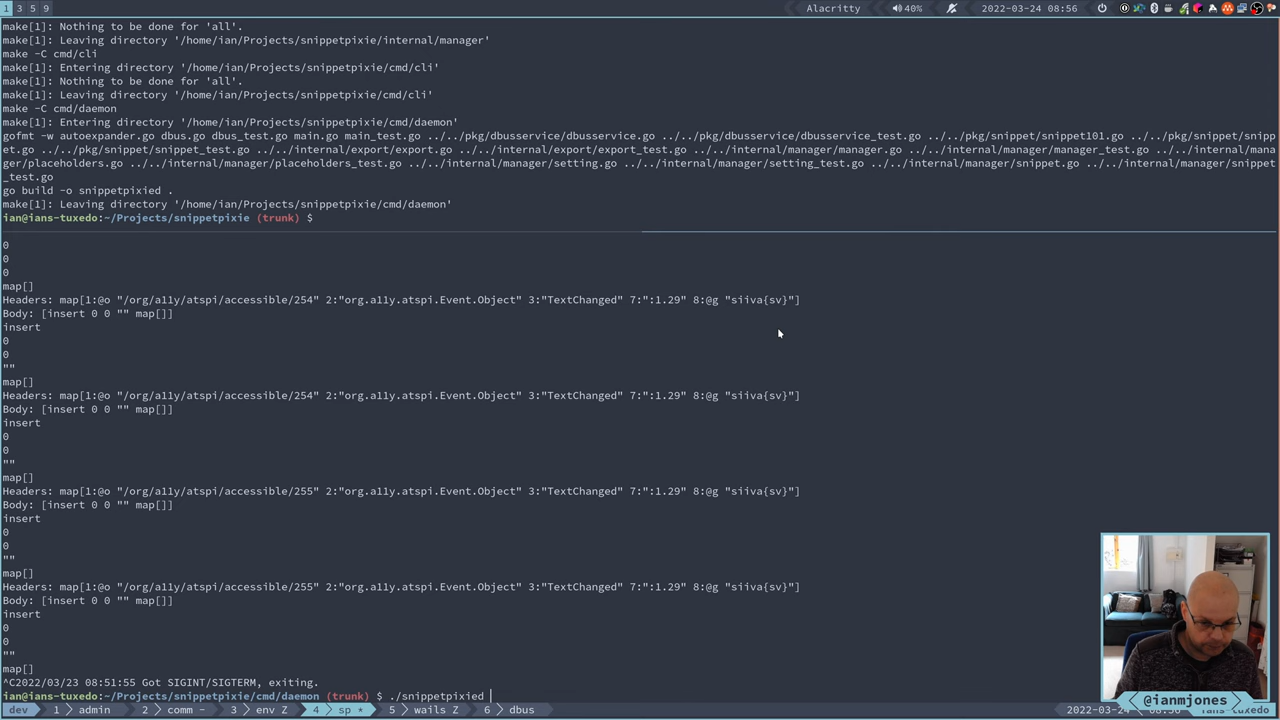 1 3 5 9
Alacritty
40%
2022-03-24 08:56
make[1]: Nothing to be done for 'all'.
make[1]: Leaving directory '/home/ian/Projects/snippetpixie/internal/manager'
make -C cmd/cli
make[1]: Entering directory '/home/ian/Projects/snippetpixie/cmd/cli'
make[1]: Nothing to be done for 'all'.
make[1]: Leaving directory '/home/ian/Projects/snippetpixie/cmd/cli'
make -C cmd/daemon
make[1]: Entering directory '/home/ian/Projects/snippetpixie/cmd/daemon'
gofmt -w autoexpander.go dbus.go dbus_test.go main.go main_test.go ../../pkg/dbusservice/dbusservice.go ../../pkg/dbusservice/dbusservice_test.go ../../pkg/snippet/snippet101.go ../../pkg/snippet/snipp
et.go ../../pkg/snippet/snippet_test.go ../../internal/export/export.go ../../internal/export/export_test.go ../../internal/manager/manager.go ../../internal/manager/manager_test.go ../../internal/mana
ger/placeholders.go ../../internal/manager/placeholders_test.go ../../internal/manager/setting.go ../../internal/manager/setting_test.go ../../internal/manager/snippet.go ../../internal/manager/snippet
_test.go
go build -o snippetpixied .
make[1]: Leaving directory '/home/ian/Projects/snippetpixie/cmd/daemon'
ian@ians-tuxedo:~/Projects/snippetpixie (trunk) $
0
0
0
map[]
Headers: map[1:@o "/org/a11y/atspi/accessible/254" 2:"org.a11y.atspi.Event.Object" 3:"TextChanged" 7:":1.29" 8:@g "siiva{sv}"]
Body: [insert 0 0 "" map[]]
insert
0
0
""
map[]
Headers: map[1:@o "/org/a11y/atspi/accessible/254" 2:"org.a11y.atspi.Event.Object" 3:"TextChanged" 7:":1.29" 8:@g "siiva{sv}"]
Body: [insert 0 0 "" map[]]
insert
0
0
""
map[]
Headers: map[1:@o "/org/a11y/atspi/accessible/255" 2:"org.a11y.atspi.Event.Object" 3:"TextChanged" 7:":1.29" 8:@g "siiva{sv}"]
Body: [insert 0 0 "" map[]]
insert
0
0
""
map[]
Headers: map[1:@o "/org/a11y/atspi/accessible/255" 2:"org.a11y.atspi.Event.Object" 3:"TextChanged" 7:":1.29" 8:@g "siiva{sv}"]
Body: [insert 0 0 "" map[]]
insert
0
0
""
map[]
^C2022/03/23 08:51:55 Got SIGINT/SIGTERM, exiting.
ian@ians-tuxedo:~/Projects/snippetpixie/cmd/daemon (trunk) $ ./snippetpixied
@ianmjones
dev 1 admin 2 comm - 3 env Z 4 sp * 5 wails Z 6 dbus 2022-03-24